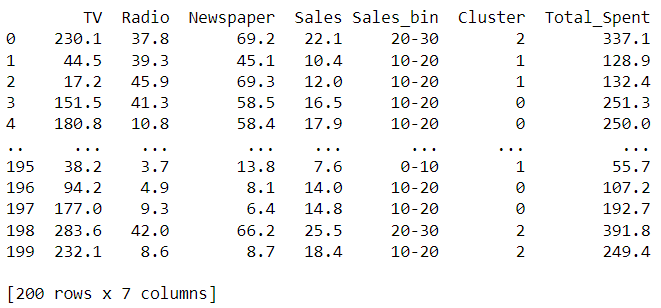 TV Radio Newspaper Sales Sales_bin Cluster Total_Spent
0 230.1 37.8 69.2 22.1 20-30 2 337.1
1 44.5 39.3 45.1 10.4 10-20 1 128.9
2 17.2 45.9 69.3 12.0 10-20 1 132.4
3 151.5 41.3 58.5 16.5 10-20 0 251.3
4 180.8 10.8 58.4 17.9 10-20 0 250.0
.. ... ... ... ... ... ... ...
195 38.2 3.7 13.8 7.6 0-10 1 55.7
196 94.2 4.9 8.1 14.0 10-20 0 107.2
197 177.0 9.3 6.4 14.8 10-20 0 192.7
198 283.6 42.0 66.2 25.5 20-30 2 391.8
199 232.1 8.6 8.7 18.4 10-20 2 249.4
[200 rows x 7 columns]